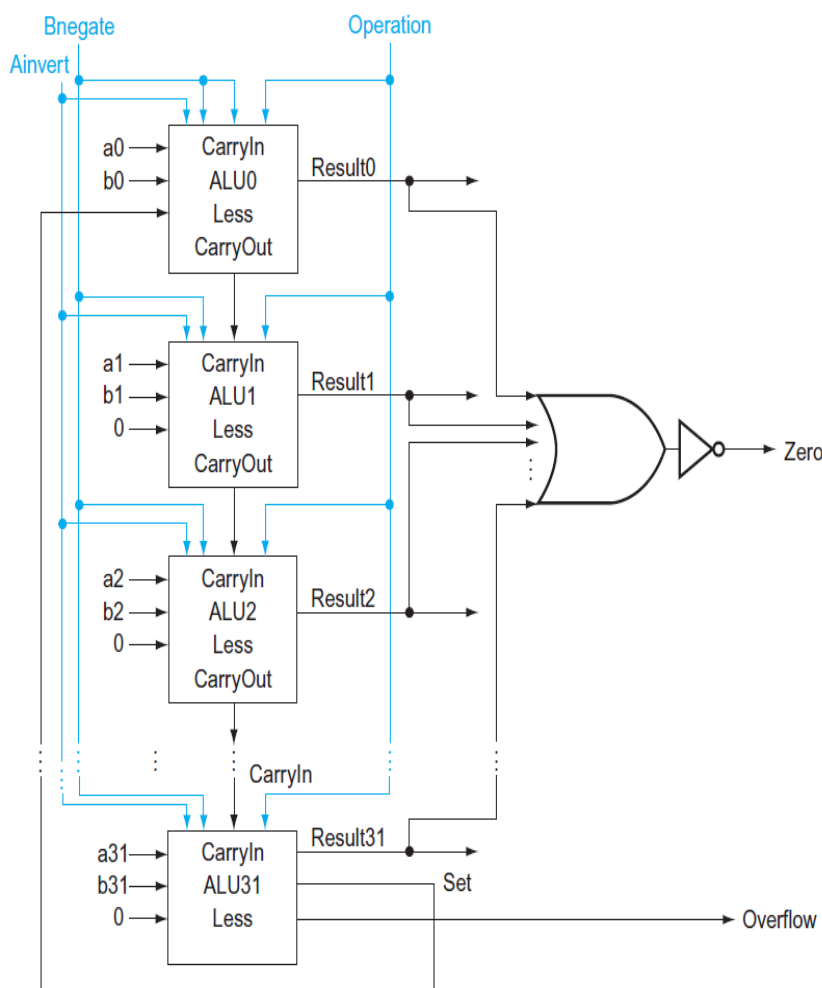 Bnegate
Operation
Ainvert
a0
CarryIn
Result0
b0
ALU0
Less
CarryOut
a1
CarryIn
Result1
b1
ALU1
0
Less
CarryOut
Zero
a2
CarryIn
Result2
b2
ALU2
0
Less
CarryOut
CarryIn
a31
CarryIn
Result31
b31
ALU31
Set
0
Less
Overflow